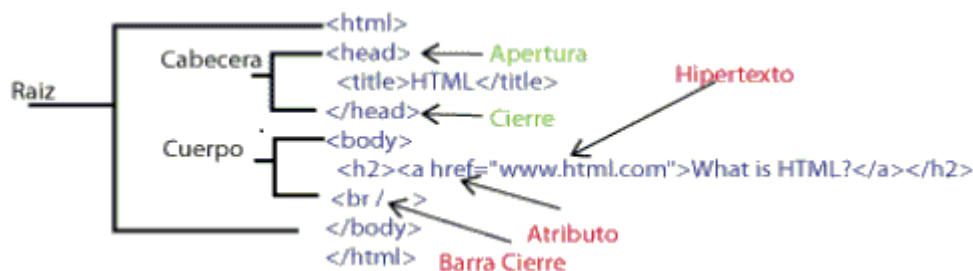 <html>
Cabecera <head> Apertura
<title>HTML</title> Hipertexto
Raiz
</head> Cierre
<body>
Cuerpo
<h2><a href="www.html.com">What is HTML?</a></h2>
<br / >
</body> Atributo
</html> Barra Cierre